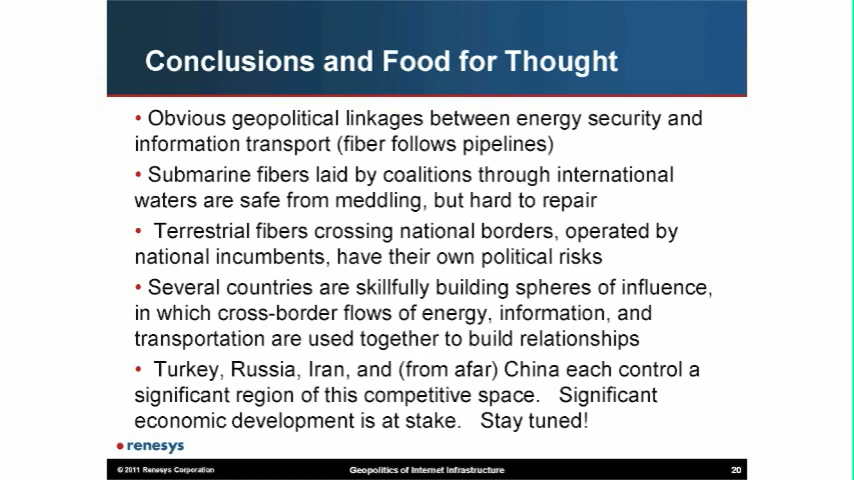 Conclusions and Food for Thought
• Obvious geopolitical linkages between energy security and
information transport (fiber follows pipelines)
• Submarine fibers laid by coalitions through international
waters are safe from meddling, but hard to repair
• Terrestrial fibers crossing national borders, operated by
national incumbents, have their own political risks
• Several countries are skillfully building spheres of influence,
in which cross-border flows of energy, information, and
transportation are used together to build relationships
• Turkey, Russia, Iran, and (from afar) China each control a
significant region of this competitive space. Significant
economic development is at stake. Stay tuned!
renesys
© 2011 Renesys Corporation Geopolitics of Internet Infrastructure 20